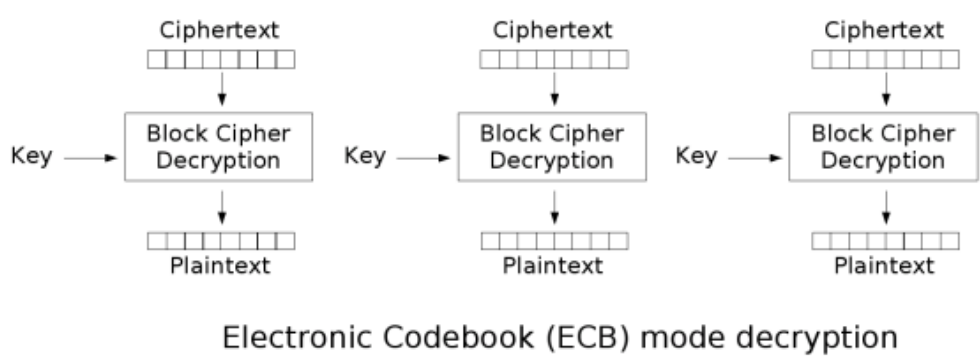 Ciphertext Ciphertext Ciphertext
Key Block Cipher Decryption Key Block Cipher Decryption Key Block Cipher Decryption
Plaintext Plaintext Plaintext
Electronic Codebook (ECB) mode decryption